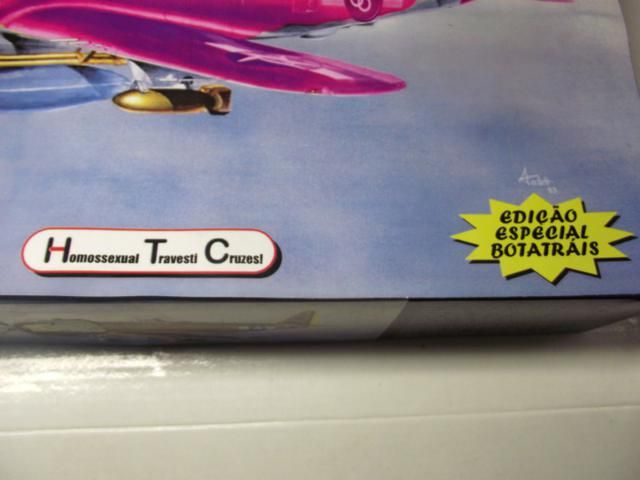 Homossexual Travesti Cruzes!
EDIÇÃO
ESPECIAL
BOTATRÁIS